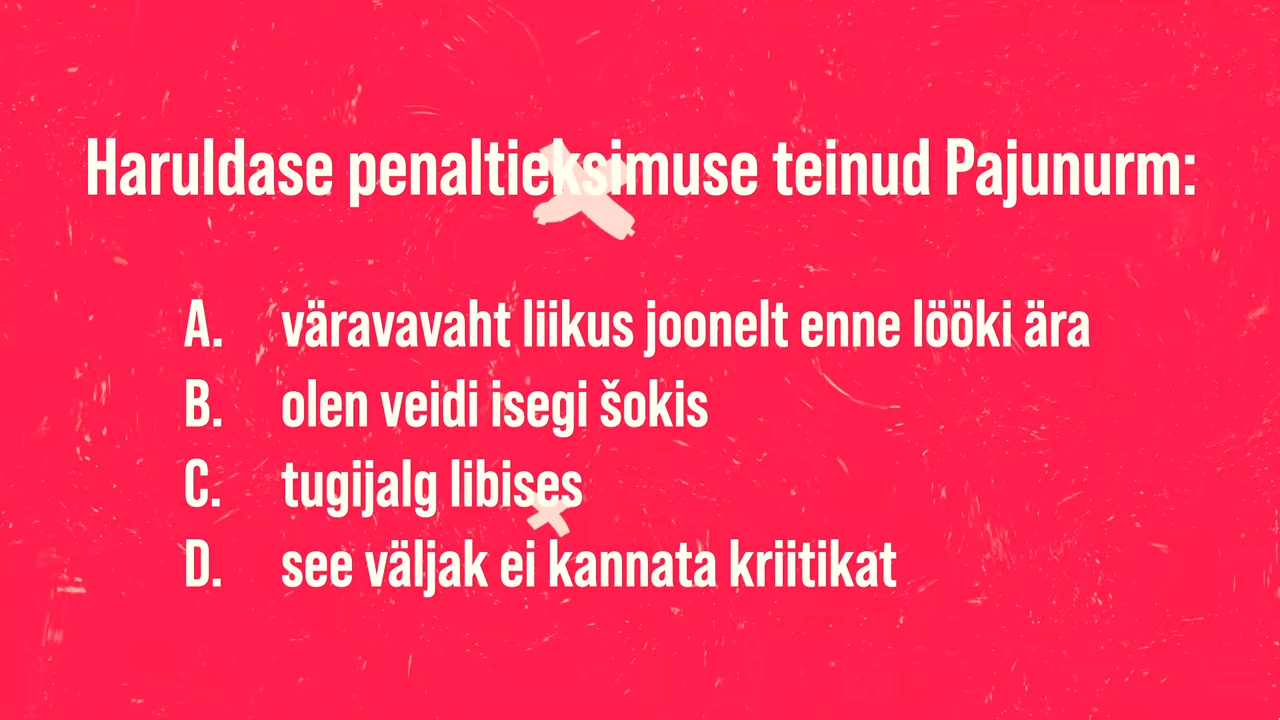 Haruldase penaltieksimuse teinud Pajunurm:
A. väravavaht liikus joonelt enne lööki ära
B. olen veidi isegi šokis
C. tugijalg libises
D. see väljak ei kannata kriitikat